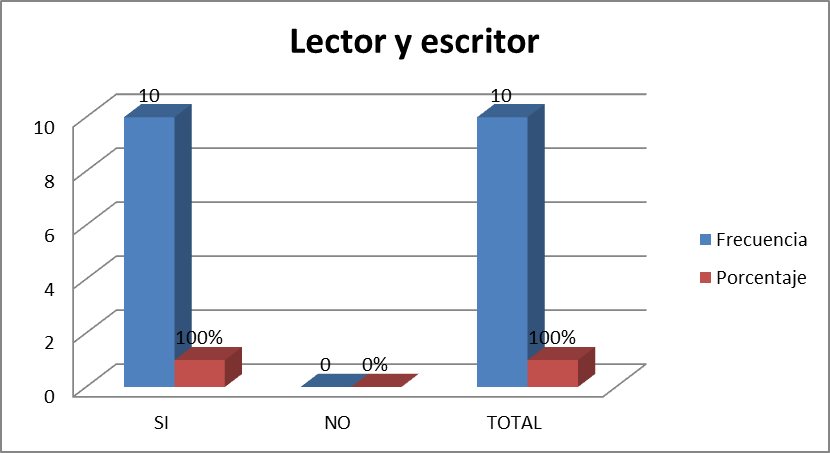 Lector y escritor
10
8
6
4
2
0
10
100%
0
0%
10
100%
SI
NO
TOTAL
Frecuencia
Porcentaje